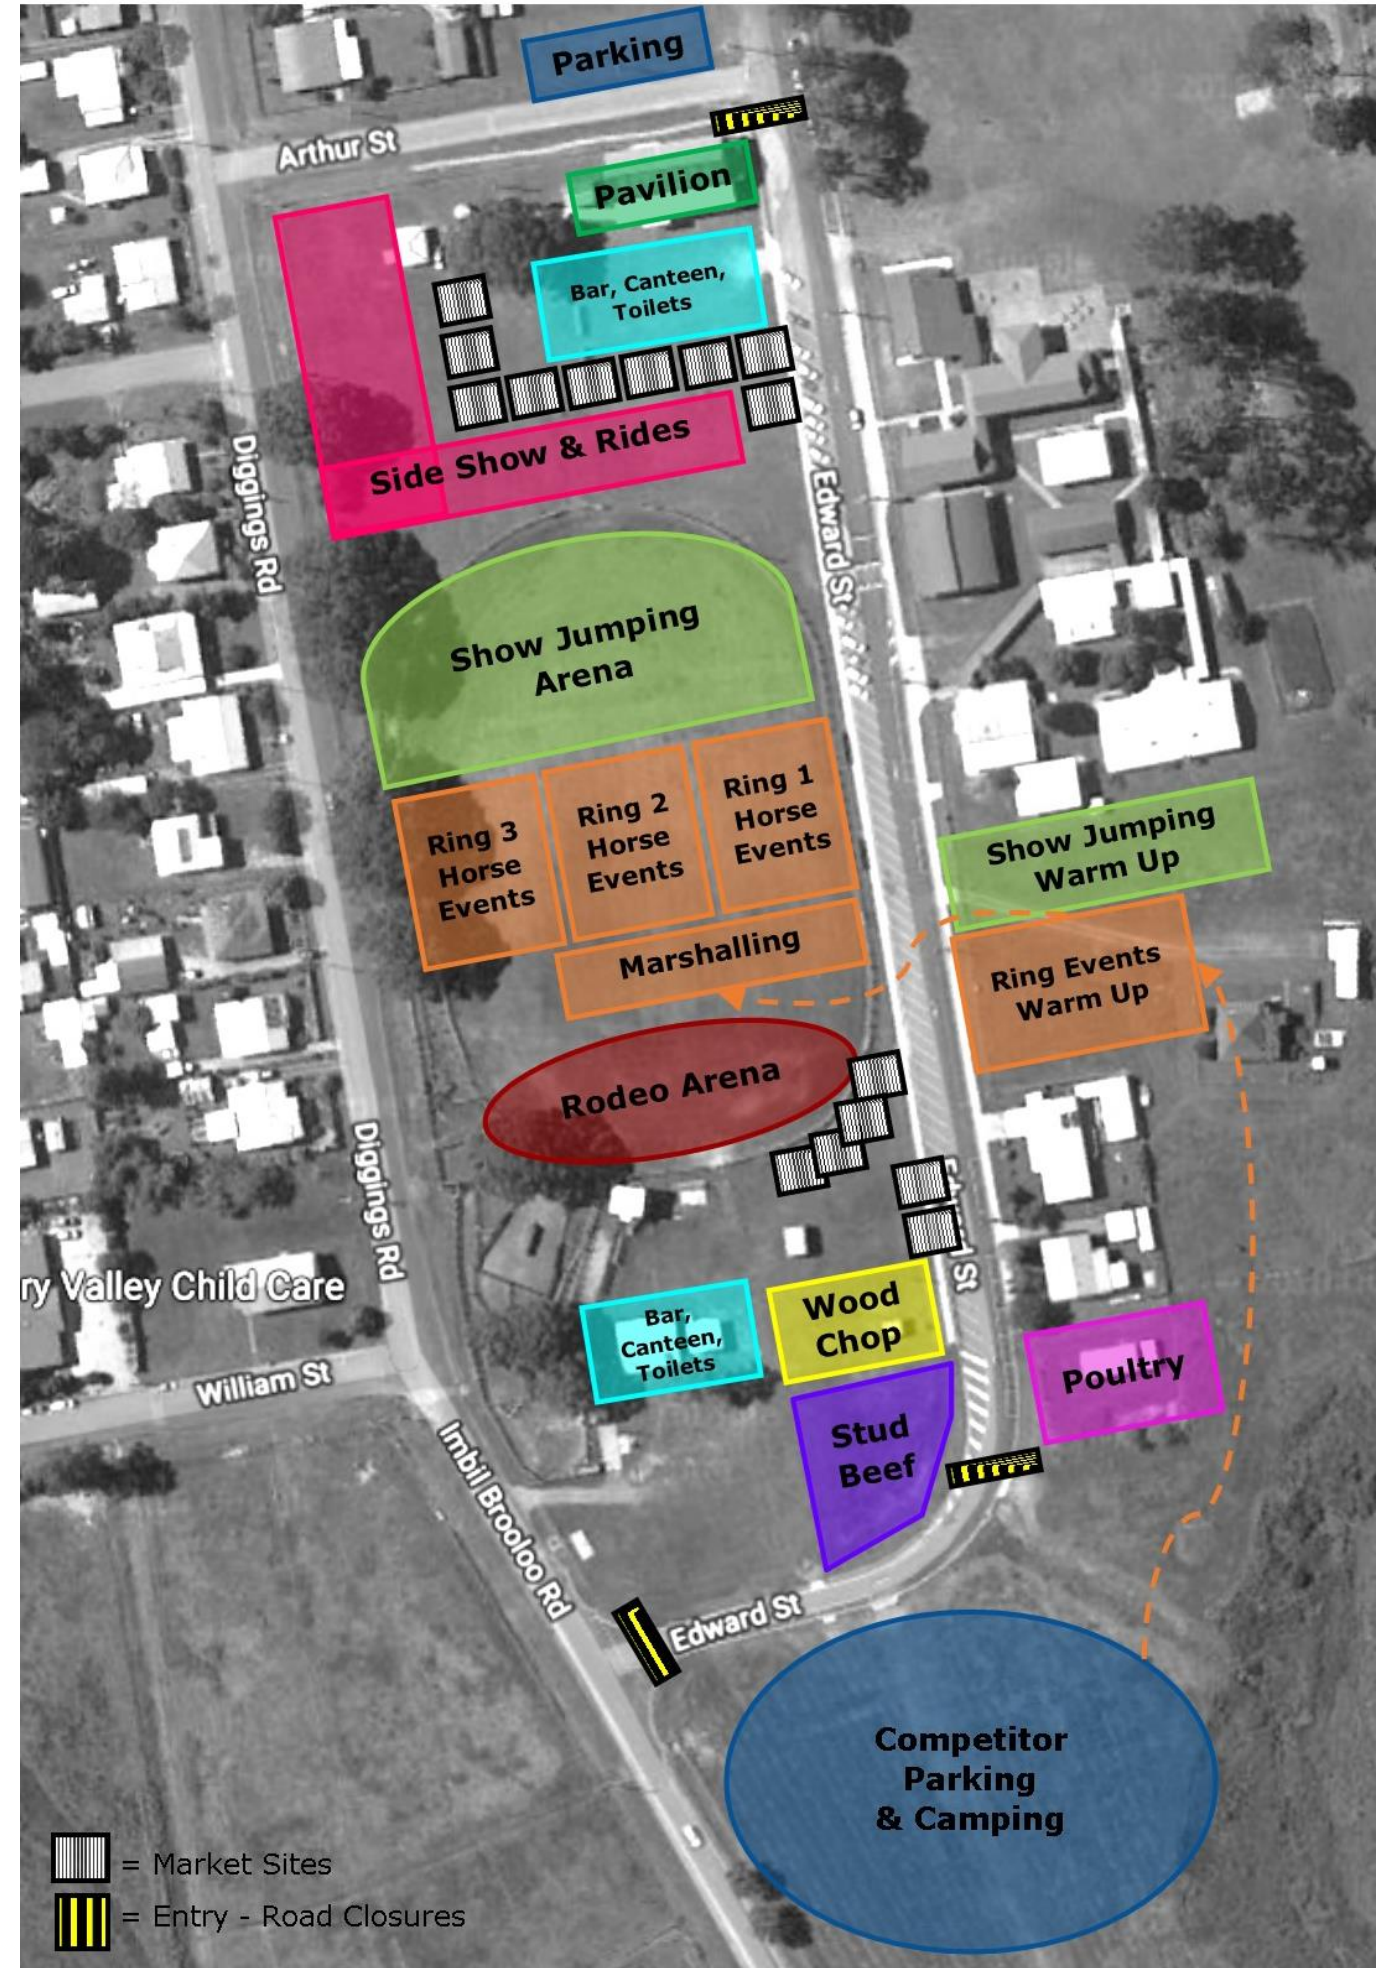 Parking
Arthur St
Pavilion
Bar, Canteen,
Toilets
Side Show & Rides
Diggings Rd
Edward St
Show Jumping
Arena
Ring 1
Horse
Events
Ring 2
Horse
Events
Ring 3
Horse
Events
Show Jumping
Warm Up
Marshalling
Ring Events
Warm Up
Rodeo Arena
Diggings Rd
Edward St
ry Valley Child Care
Wood
Chop
Bar,
Canteen,
Toilets
Poultry
William St
Stud
Beef
Imbil Brooloo Rd
Edward St
Competitor
Parking
& Camping
= Market Sites
= Entry - Road Closures